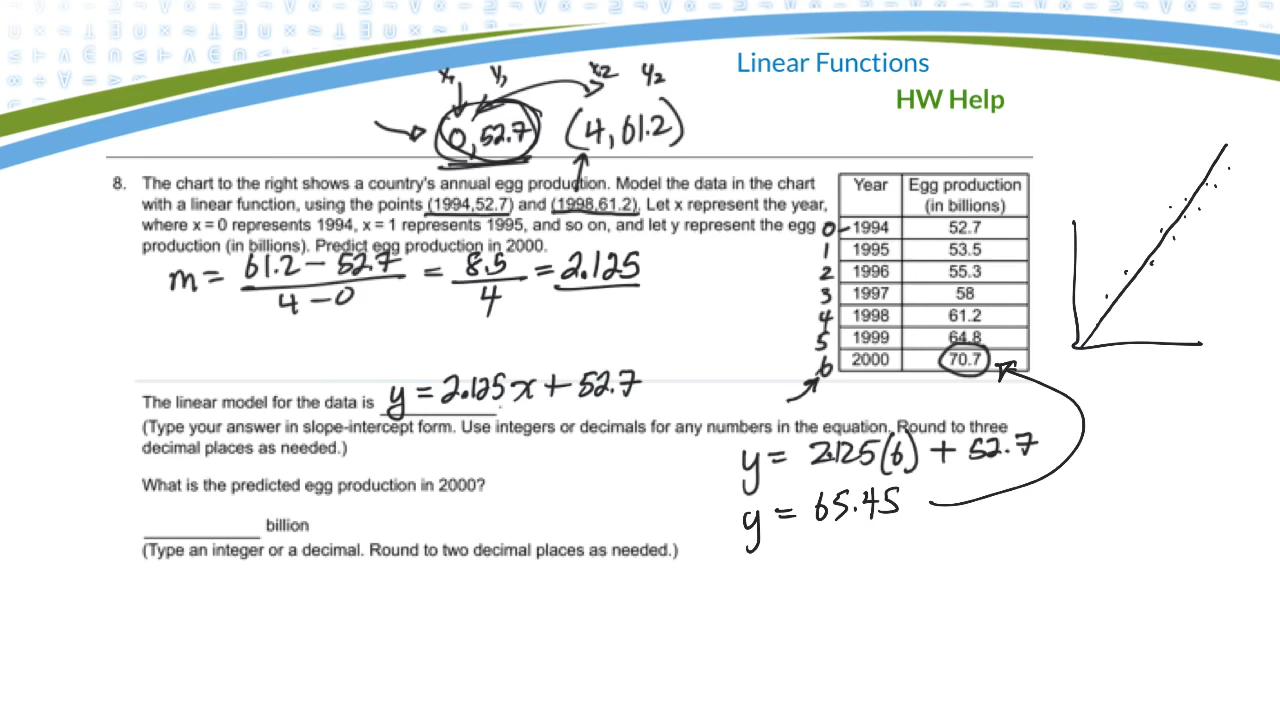 Linear Functions
HW Help
x₁ y₁ x₂ y₂
(0, 52.7) (4, 61.2)
8. The chart to the right shows a country's annual egg production. Model the data in the chart
with a linear function, using the points (1994,52.7) and (1998,61.2). Let x represent the year,
where x = 0 represents 1994, x = 1 represents 1995, and so on, and let y represent the egg
production (in billions). Predict egg production in 2000.
m = 61.2 - 52.7 / 4 - 0 = 8.5 / 4 = 2.125
Year Egg production
(in billions)
0 1994 52.7
1 1995 53.5
2 1996 55.3
3 1997 58
4 1998 61.2
5 1999 64.8
6 2000 70.7
The linear model for the data is y = 2.125x + 52.7.
(Type your answer in slope-intercept form. Use integers or decimals for any numbers in the equation. Round to three
decimal places as needed.)
y = 2.125(6) + 52.7
What is the predicted egg production in 2000?
y = 65.45
billion
(Type an integer or a decimal. Round to two decimal places as needed.)